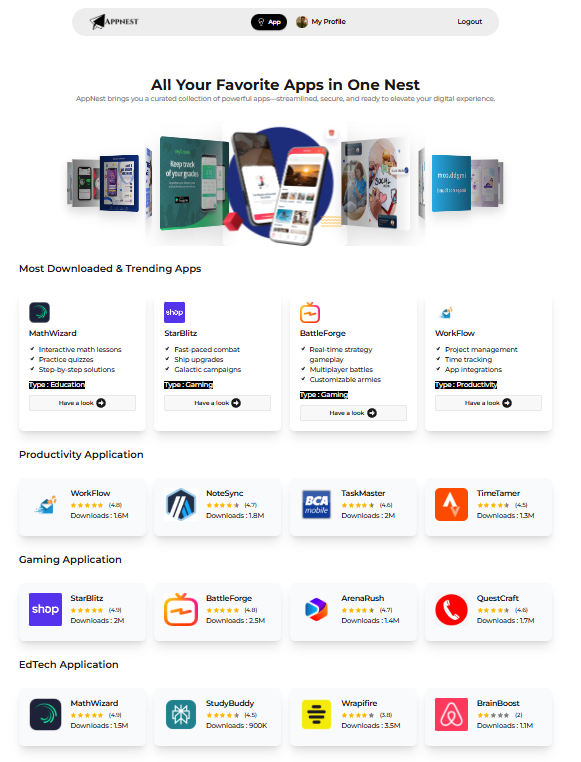 APPNEST
App
My Profile
Logout
All Your Favorite Apps in One Nest
AppNest brings you a curated collection of powerful apps—streamlined, secure, and ready to elevate your digital experience.
Keep track
of your grades
Most Downloaded & Trending Apps
shop
MathWizard
StarBlitz
BattleForge
WorkFlow
Interactive math lessons
Practice quizzes
Step-by-step solutions
Type : Education
Have a look
Fast-paced combat
Ship upgrades
Galactic campaigns
Type : Gaming
Have a look
Real-time strategy
gameplay
Multiplayer battles
Customizable armies
Type : Gaming
Have a look
Project management
Time tracking
App integrations
Type : Productivity
Have a look
Productivity Application
WorkFlow
(4.8)
Downloads : 1.6M
NoteSync
(4.7)
Downloads : 1.8M
BCA
mobile
TaskMaster
(4.6)
Downloads : 2M
TimeTamer
(4.5)
Downloads : 1.3M
Gaming Application
shop
StarBlitz
(4.9)
Downloads : 2M
BattleForge
(4.8)
Downloads : 2.5M
ArenaRush
(4.7)
Downloads : 1.4M
QuestCraft
(4.6)
Downloads : 1.7M
EdTech Application
MathWizard
(4.9)
Downloads : 1.5M
StudyBuddy
(4.5)
Downloads : 900K
Wrapifire
(3.8)
Downloads : 3.5M
BrainBoost
(2)
Downloads : 1.1M